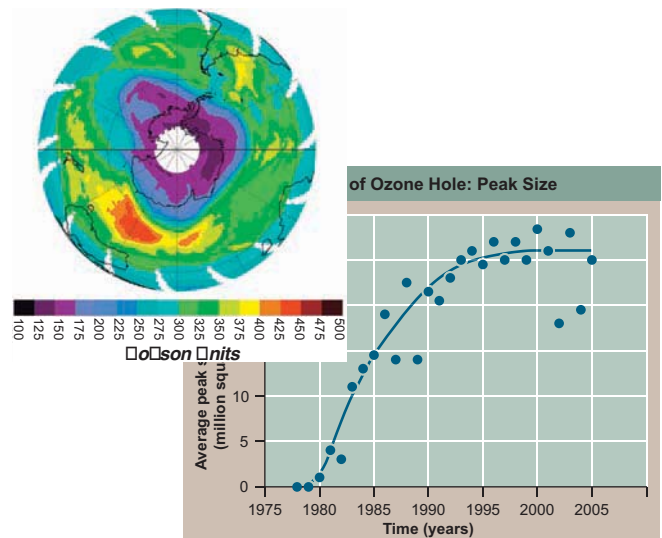 of Ozone Hole: Peak Size
100 125 150 175 200 225 250 275 300 325 350 375 400 425 450 475 500
□o□son □nits
Average peak
(million squ
10
5
0
1975 1980 1985 1990 1995 2000 2005
Time (years)